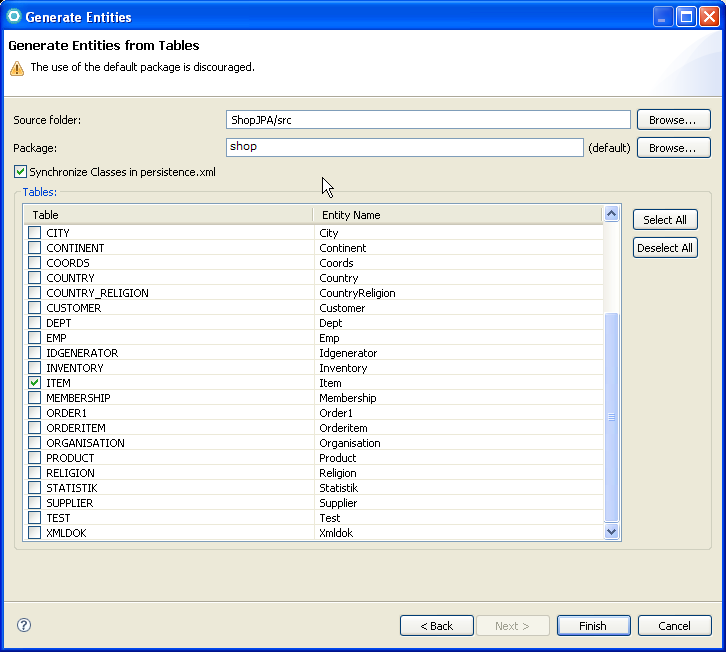 Generate Entities
Generate Entities from Tables
The use of the default package is discouraged.
Source folder: ShopJPA/src Browse...
Package: shop (default) Browse...
Synchronize Classes in persistence.xml
Tables:
Table Entity Name
Select All
CITY City
CONTINENT Continent
Deselect All
COORDS Coords
COUNTRY Country
COUNTRY_RELIGION CountryReligion
CUSTOMER Customer
DEPT Dept
EMP Emp
IDGENERATOR Idgenerator
INVENTORY Inventory
ITEM Item
MEMBERSHIP Membership
ORDER1 Order1
ORDERITEM Orderitem
ORGANISATION Organisation
PRODUCT Product
RELIGION Religion
STATISTIK Statistik
SUPPLIER Supplier
TEST Test
XMLDOK Xmldok
? < Back Next > Finish Cancel